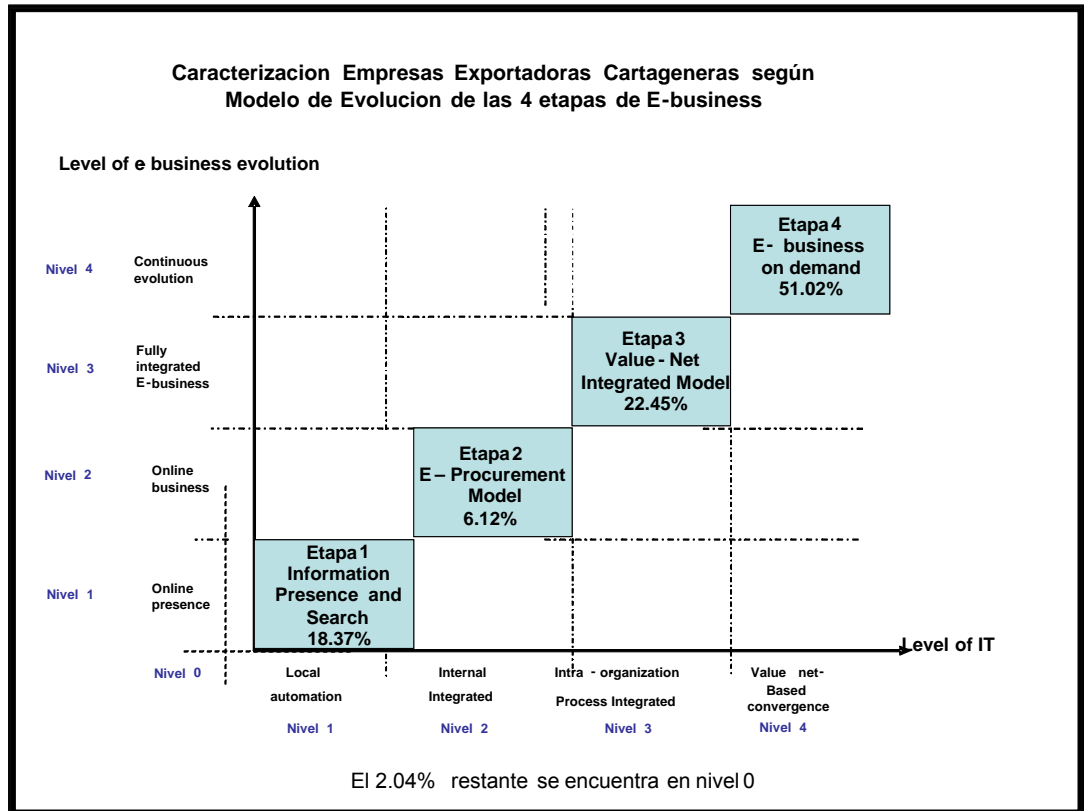 Caracterizacion Empresas Exportadoras Cartageneras según
Modelo de Evolucion de las 4 etapas de E-business
Level of e business evolution
Nivel 4
Continuous
evolution
Etapa 4
E- business
on demand
51.02%
Nivel 3
Fully
integrated
E-business
Etapa 3
Value - Net
Integrated Model
22.45%
Nivel 2
Online
business
Etapa 2
E – Procurement
Model
6.12%
Nivel 1
Online
presence
Etapa 1
Information
Presence and
Search
18.37%
Level of IT
Nivel 0
Local
automation
Nivel 1
Internal
Integrated
Nivel 2
Intra - organization
Process Integrated
Nivel 3
Value net-
Based
convergence
Nivel 4
El 2.04% restante se encuentra en nivel 0